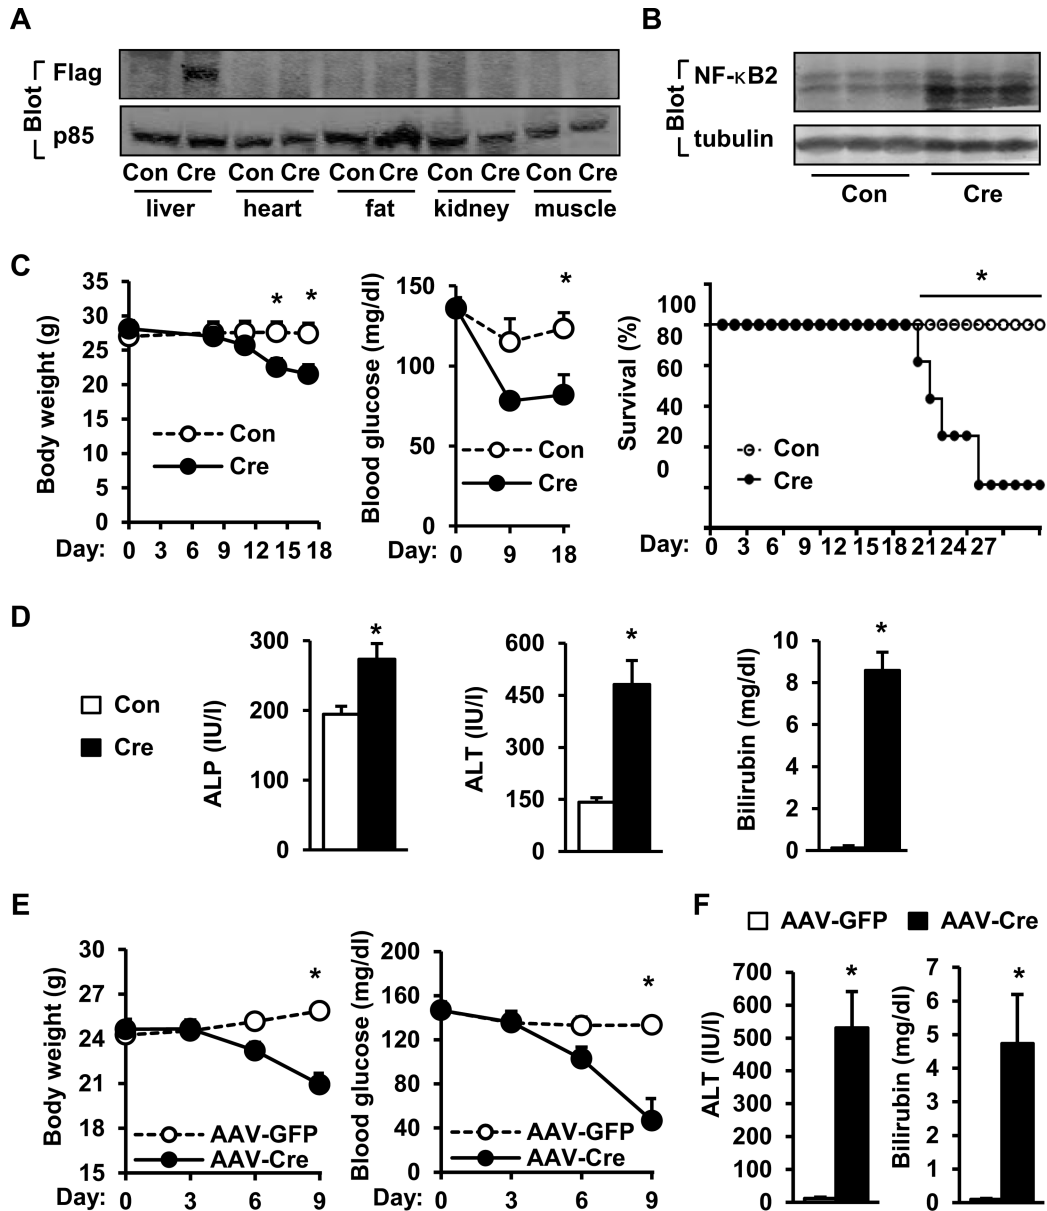 A
Blot
Flag
p85
Con Cre Con Cre Con Cre Con Cre Con Cre
liver heart fat kidney muscle
B
Blot
NF-κB2
tubulin
Con Cre
C
Body weight (g)
35
30
25
20
15
10
5
0
*
*
Con
Cre
Day: 0 3 6 9 12 15 18
Blood glucose (mg/dl)
150
100
50
0
*
Con
Cre
Day: 0 9 18
Survival (%)
100
80
60
40
20
0
*
Con
Cre
Day: 0 3 6 9 12 15 18 21 24 27
D
Con
Cre
ALP (IU/l)
300
200
100
0
*
ALT (IU/l)
600
450
300
150
0
*
Bilirubin (mg/dl)
10
8
6
4
2
0
*
E
Body weight (g)
30
27
24
21
18
15
*
AAV-GFP
AAV-Cre
Day: 0 3 6 9
Blood glucose (mg/dl)
200
160
120
80
40
0
*
AAV-GFP
AAV-Cre
Day: 0 3 6 9
F
AAV-GFP AAV-Cre
ALT (IU/l)
700
600
500
400
300
200
100
0
*
Bilirubin (mg/dl)
7
6
5
4
3
2
1
0
*